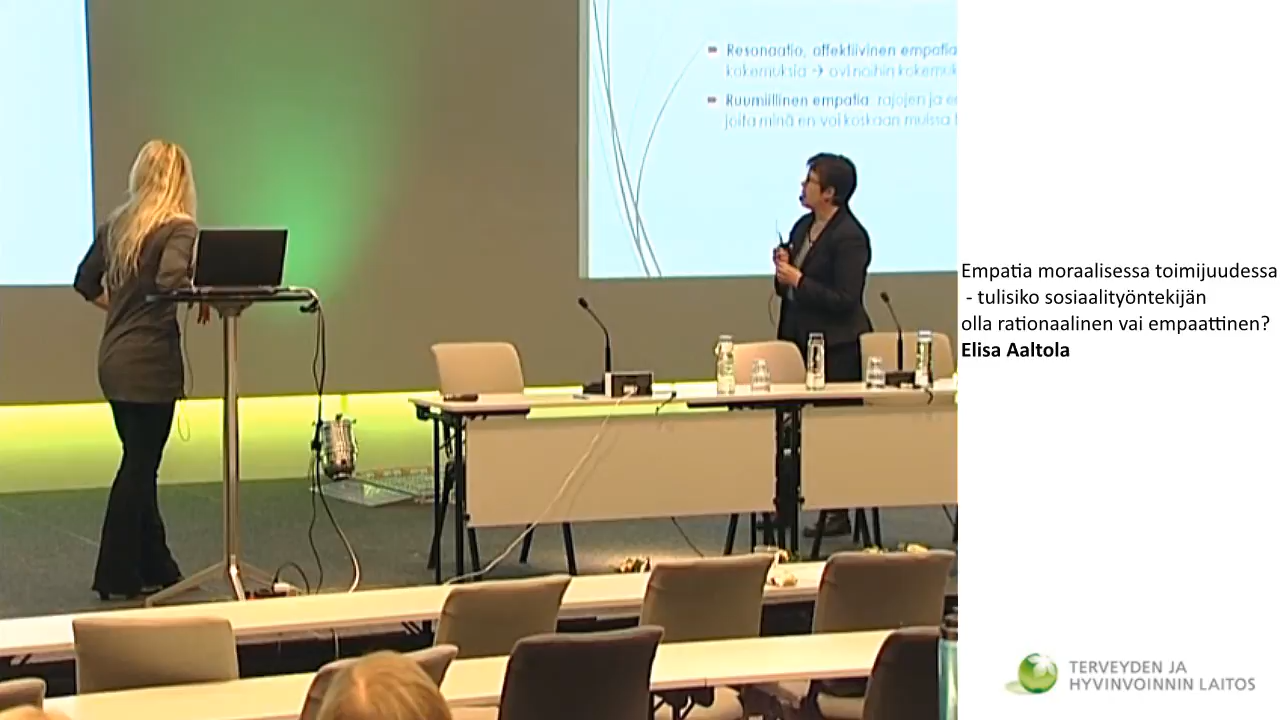 Resonaatio, affektiivinen empatia
kokemuksia → ovi noihin kokemuk
Ruumiillinen empatia rajojen ja e
joita minä en voi koskaan muissa
Empatia moraalisessa toimijuudessa
- tulisiko sosiaalityöntekijän
olla rationaalinen vai empaattinen?
Elisa Aaltola
TERVEYDEN JA
HYVINVOINNIN LAITOS